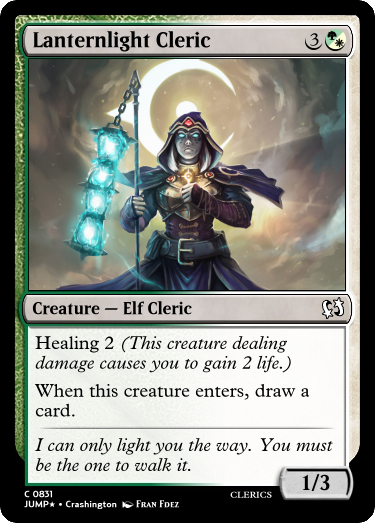 Lanternlight Cleric 3
Creature — Elf Cleric
Healing 2 (This creature dealing
damage causes you to gain 2 life.)
When this creature enters, draw a
card.
I can only light you the way. You must
be the one to walk it.
1/3
C 0831
JUMP★ • Crashington Fran Fdez
CLERICS